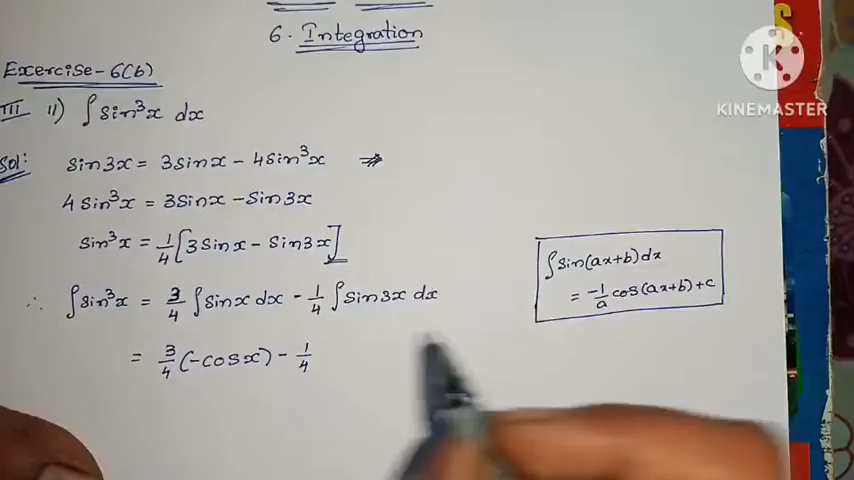 6. Integration
Exercise-6(b)
III 11) ∫sin³x dx
Sol: sin3x = 3sinx - 4sin³x ⇒
4sin³x = 3sinx - sin3x
sin³x = 1/4 [3sinx - sin3x]
∴ ∫sin³x = 3/4 ∫sinx dx - 1/4 ∫sin3x dx
= 3/4 (-cosx) - 1/4
∫sin(ax+b)dx
= -1/a cos(ax+b)+c
KINEMASTER